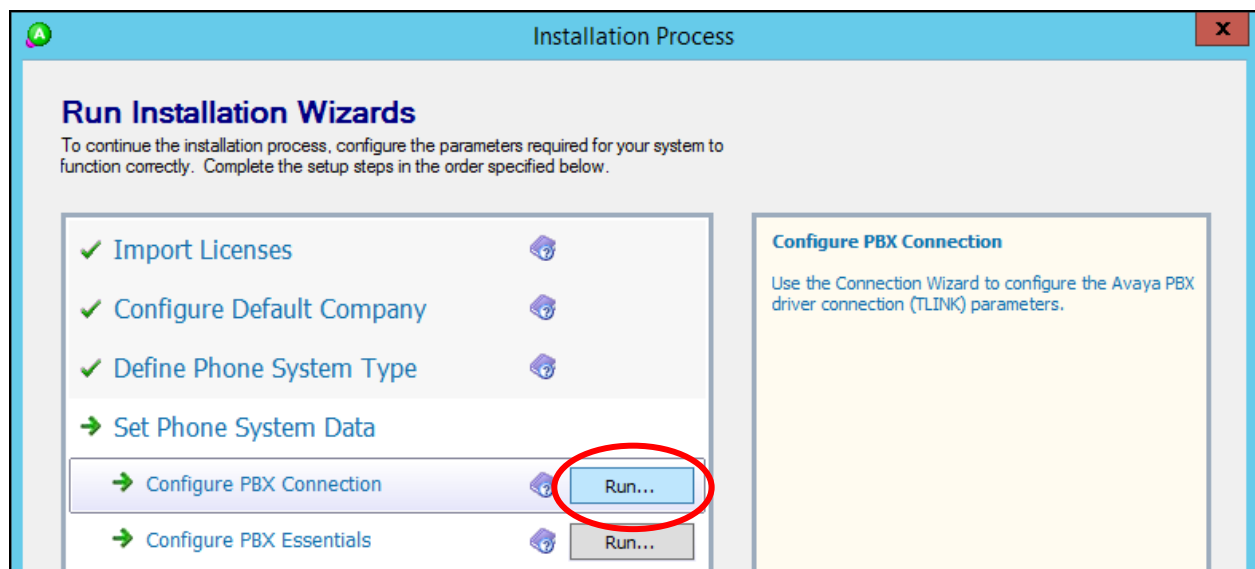 Installation Process
x
Run Installation Wizards
To continue the installation process, configure the parameters required for your system to
function correctly. Complete the setup steps in the order specified below.
Import Licenses
Configure Default Company
Define Phone System Type
Set Phone System Data
Configure PBX Connection
Run...
Configure PBX Essentials
Run...
Configure PBX Connection
Use the Connection Wizard to configure the Avaya PBX
driver connection (TLINK) parameters.